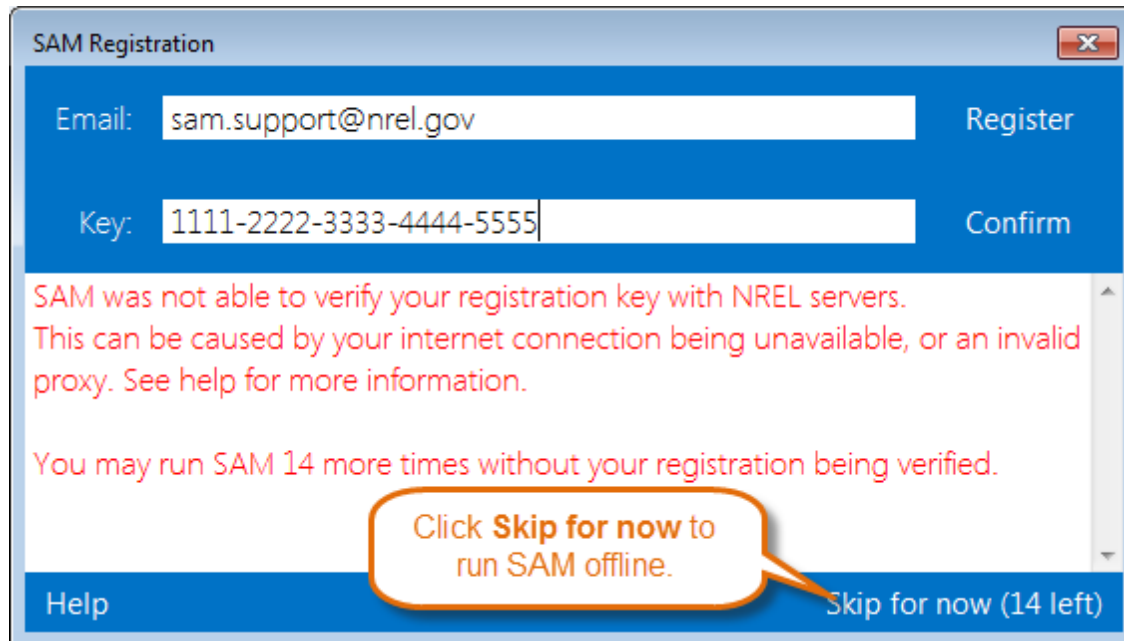 SAM Registration
Email: sam.support@nrel.gov Register
Key: 1111-2222-3333-4444-5555 Confirm
SAM was not able to verify your registration key with NREL servers.
This can be caused by your internet connection being unavailable, or an invalid
proxy. See help for more information.
You may run SAM 14 more times without your registration being verified.
Click Skip for now to
run SAM offline.
Help Skip for now (14 left)